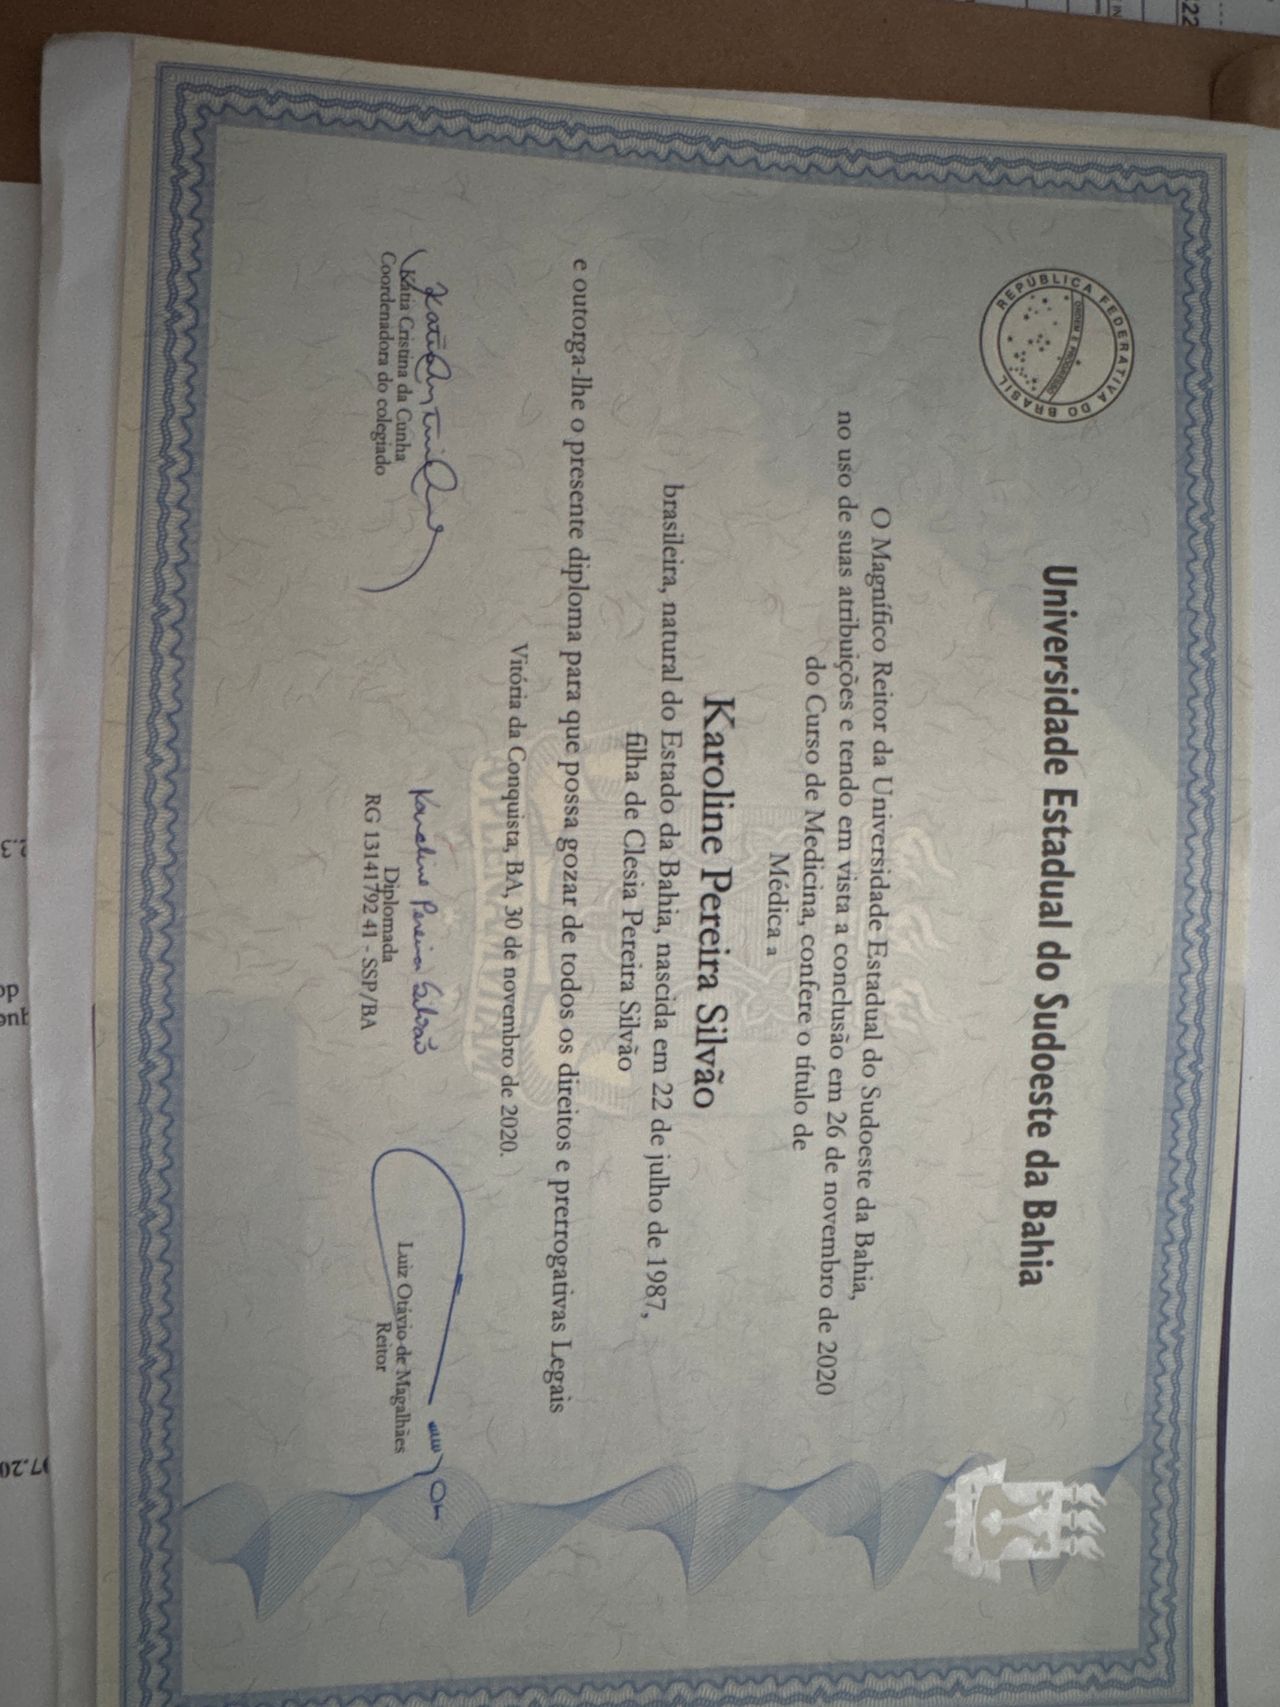 REPÚBLICA FEDERATIVA DO BRASIL
ORDEM E PROGRESSO
Universidade Estadual do Sudoeste da Bahia
O Magnífico Reitor da Universidade Estadual do Sudoeste da Bahia,
no uso de suas atribuições e tendo em vista a conclusão em 26 de novembro de 2020
do Curso de Medicina, confere o título de
Médica a
Karoline Pereira Silvão
brasileira, natural do Estado da Bahia, nascida em 22 de julho de 1987,
filha de Clesia Pereira Silvão
e outorga-lhe o presente diploma para que possa gozar de todos os direitos e prerrogativas Legais
Vitória da Conquista, BA, 30 de novembro de 2020.
Kátia Cristina da Cunha
Coordenadora do colegiado
Karoline Pereira Silvão
Diplomada
RG 13141792 41 - SSP/BA
Luiz Otávio de Magalhães
Reitor